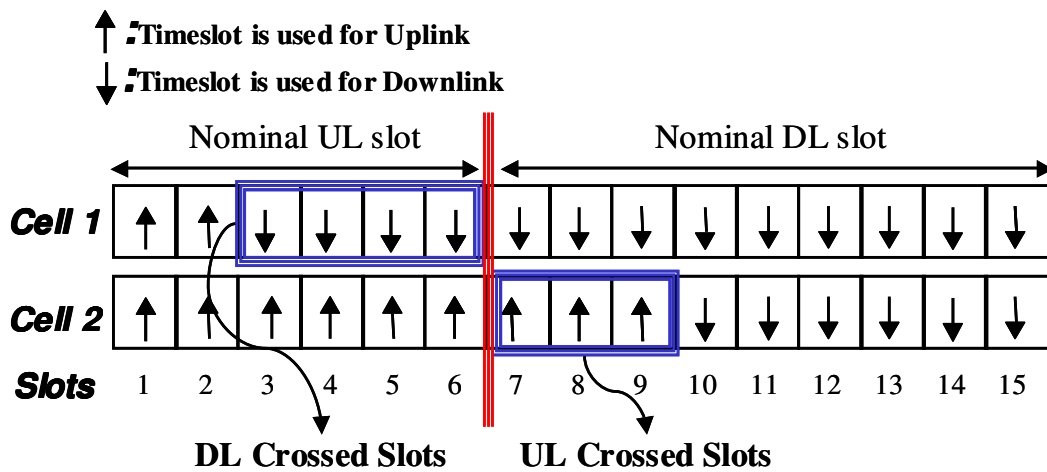 :Timeslot is used for Uplink
:Timeslot is used for Downlink
Nominal UL slot Nominal DL slot
Cell 1
Cell 2
Slots 1 2 3 4 5 6 7 8 9 10 11 12 13 14 15
DL Crossed Slots UL Crossed Slots